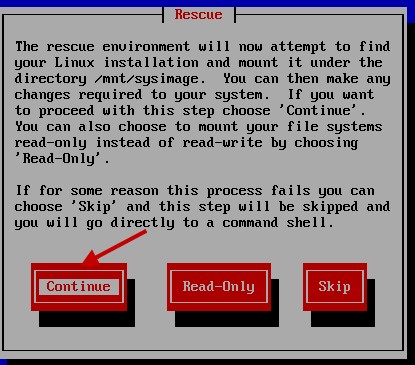 Rescue
The rescue environment will now attempt to find
your Linux installation and mount it under the
directory /mnt/sysimage.  You can then make any
changes required to your system.  If you want
to proceed with this step choose 'Continue'.
You can also choose to mount your file systems
read-only instead of read-write by choosing
'Read-Only'.
If for some reason this process fails you can
choose 'Skip' and this step will be skipped and
you will go directly to a command shell.
Continue Read-Only Skip